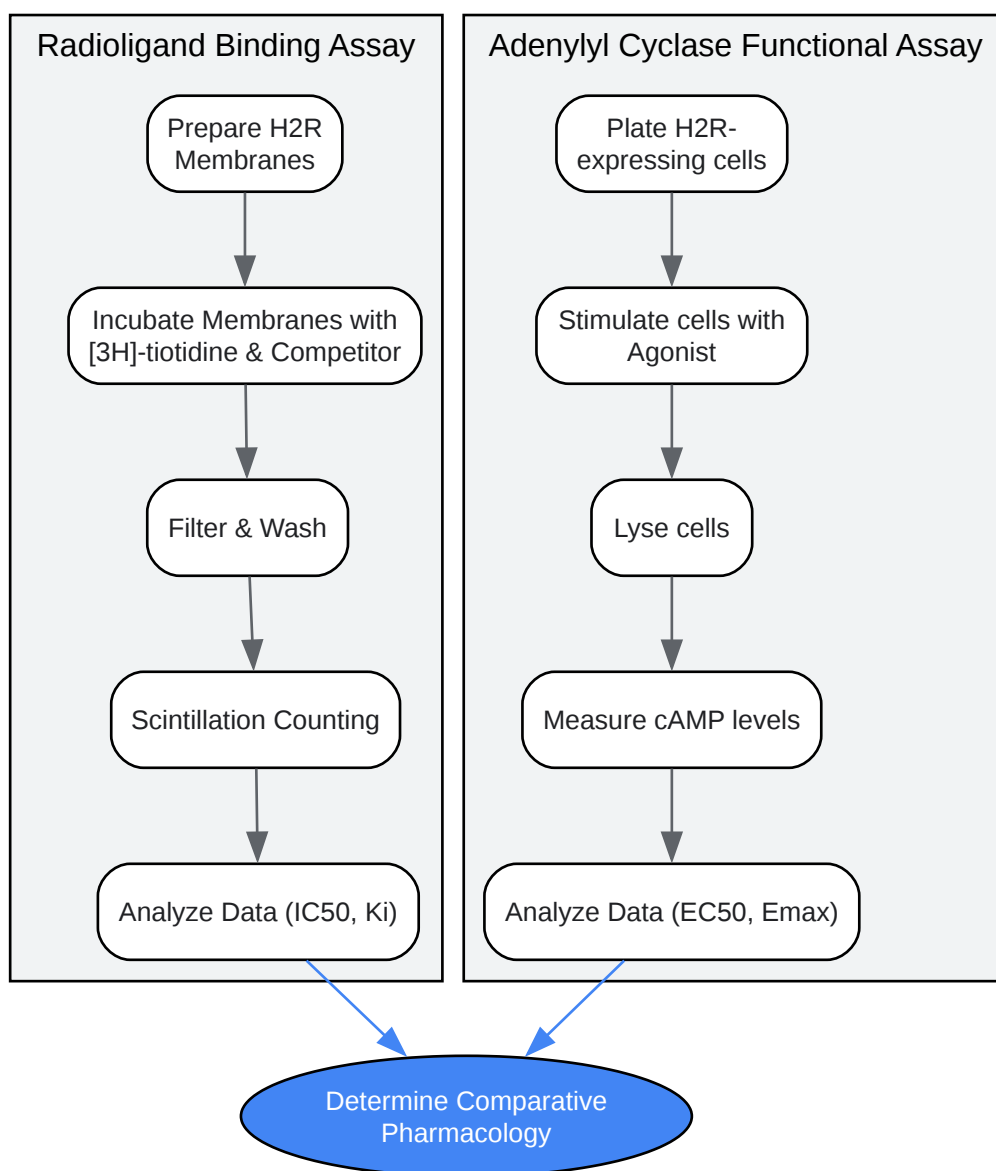 Radioligand Binding Assay
Prepare H2R
Membranes
Incubate Membranes with
[3H]-tiotidine & Competitor
Filter & Wash
Scintillation Counting
Analyze Data (IC50, Ki)
Adenylyl Cyclase Functional Assay
Plate H2R-
expressing cells
Stimulate cells with
Agonist
Lyse cells
Measure cAMP levels
Analyze Data (EC50, Emax)
Determine Comparative
Pharmacology